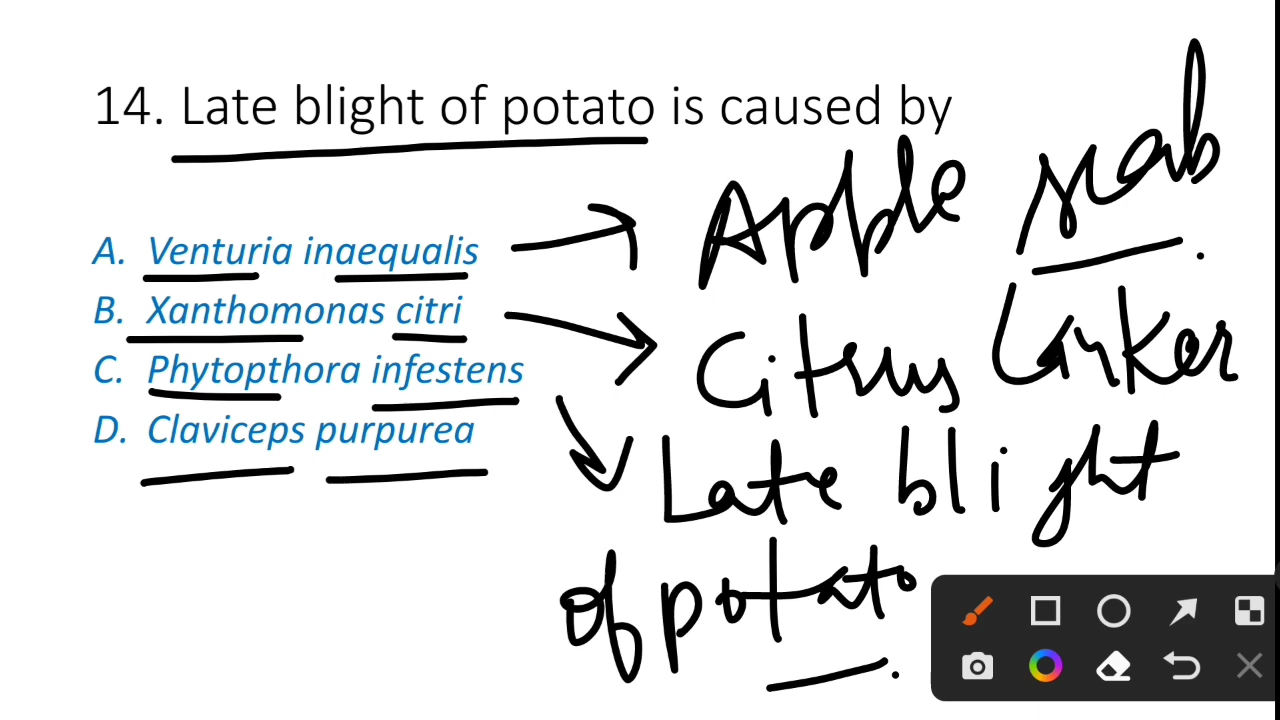 14. Late blight of potato is caused by
A. Venturia inaequalis
B. Xanthomonas citri
C. Phytopthora infestens
D. Claviceps purpurea
Apple scab.
Citrus Canker
Late blight
of potato.